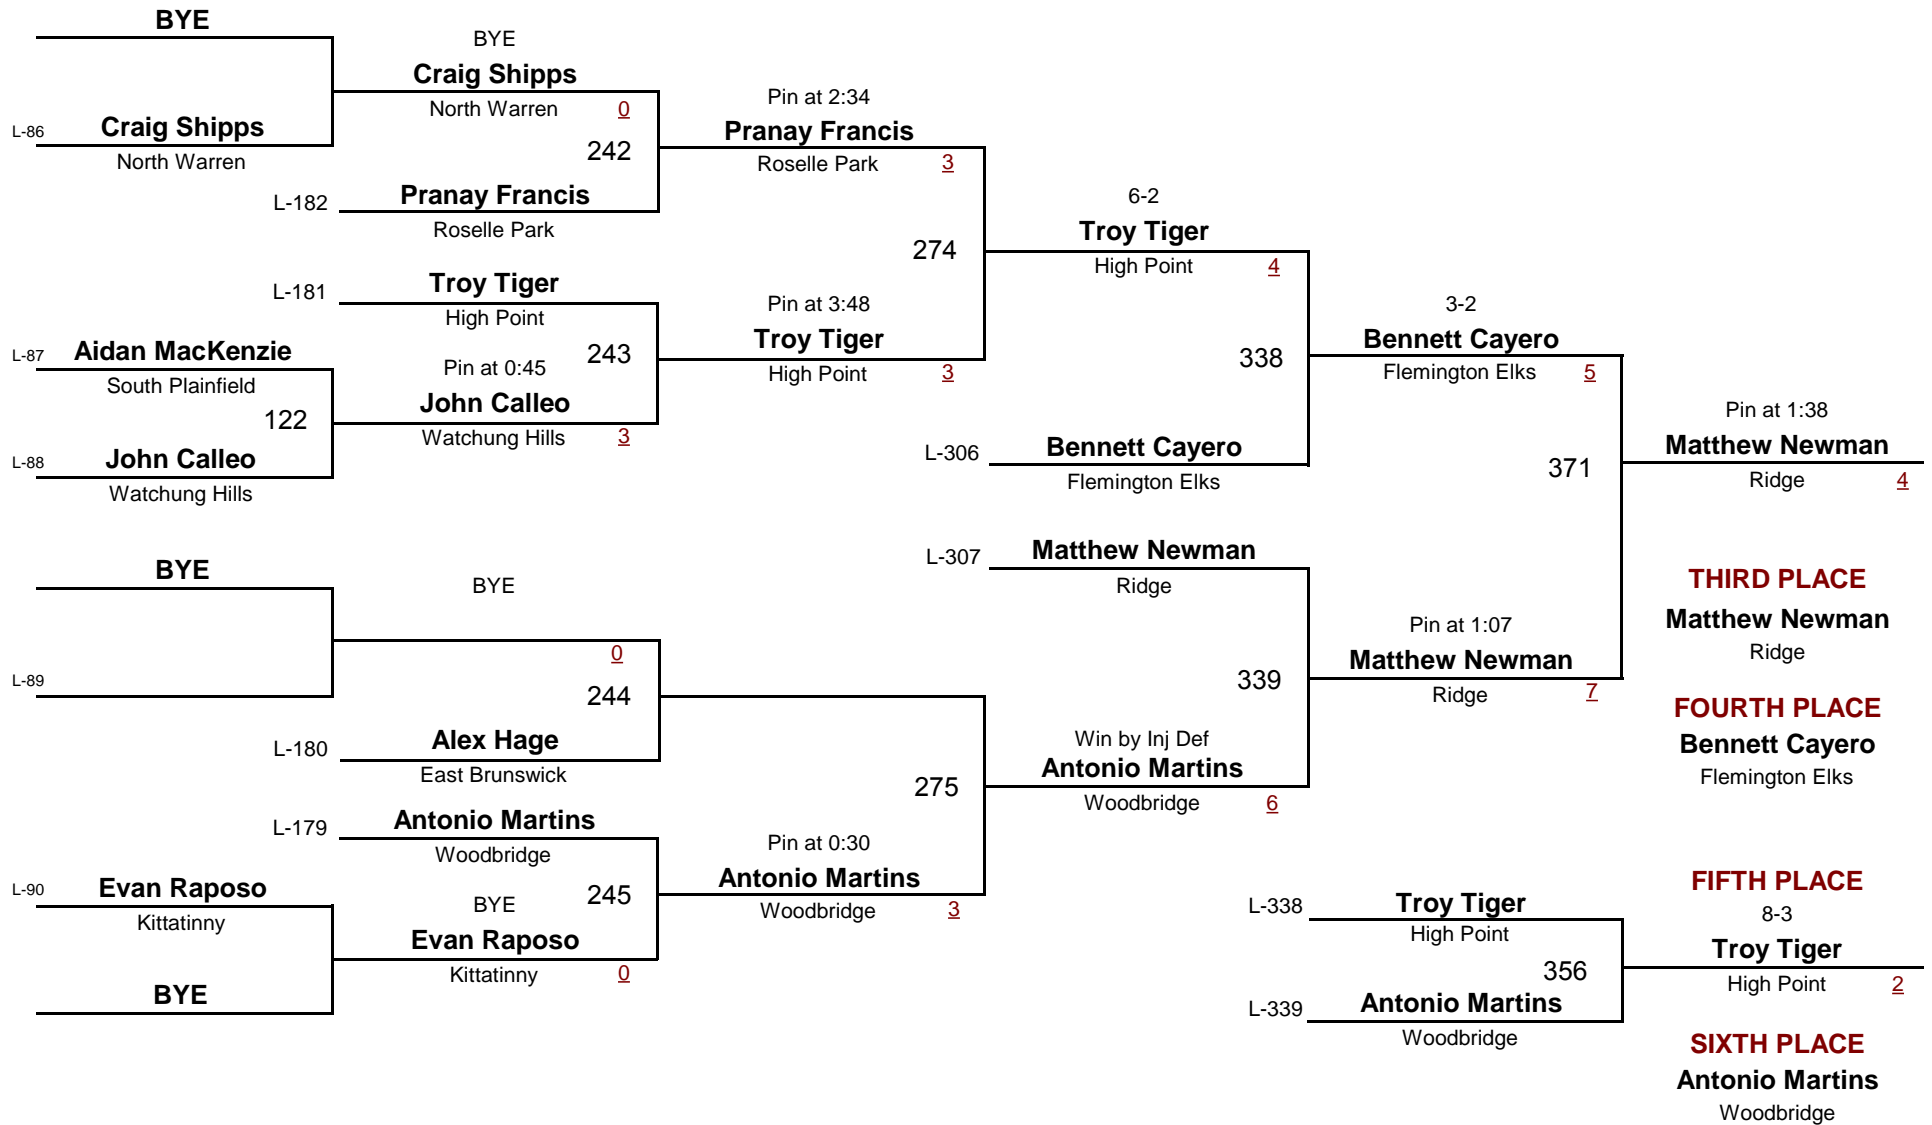 BYE
BYE
Craig Shipps
North Warren 0
L-86 Craig Shipps
North Warren
242
L-182 Pranay Francis
Roselle Park
Pin at 2:34
Pranay Francis
Roselle Park 3
L-181 Troy Tiger
High Point
274
6-2
Troy Tiger
High Point 4
L-87 Aidan MacKenzie
South Plainfield
122
Pin at 0:45
John Calleo
Watchung Hills 3
243
Pin at 3:48
Troy Tiger
High Point 3
L-88 John Calleo
Watchung Hills
338
3-2
Bennett Cayero
Flemington Elks 5
L-306 Bennett Cayero
Flemington Elks
371
Pin at 1:38
Matthew Newman
Ridge 4
BYE
BYE
0
L-89
244
L-180 Alex Hage
East Brunswick
L-307 Matthew Newman
Ridge
339
Pin at 1:07
Matthew Newman
Ridge 7
THIRD PLACE
Matthew Newman
Ridge
FOURTH PLACE
Bennett Cayero
Flemington Elks
275
Win by Inj Def
Antonio Martins
Woodbridge 6
L-179 Antonio Martins
Woodbridge
L-90 Evan Raposo
Kittatinny
BYE
Evan Raposo
Kittatinny 0
BYE
245
Pin at 0:30
Antonio Martins
Woodbridge 3
L-338 Troy Tiger
High Point
356
L-339 Antonio Martins
Woodbridge
FIFTH PLACE
8-3
Troy Tiger
High Point 2
SIXTH PLACE
Antonio Martins
Woodbridge